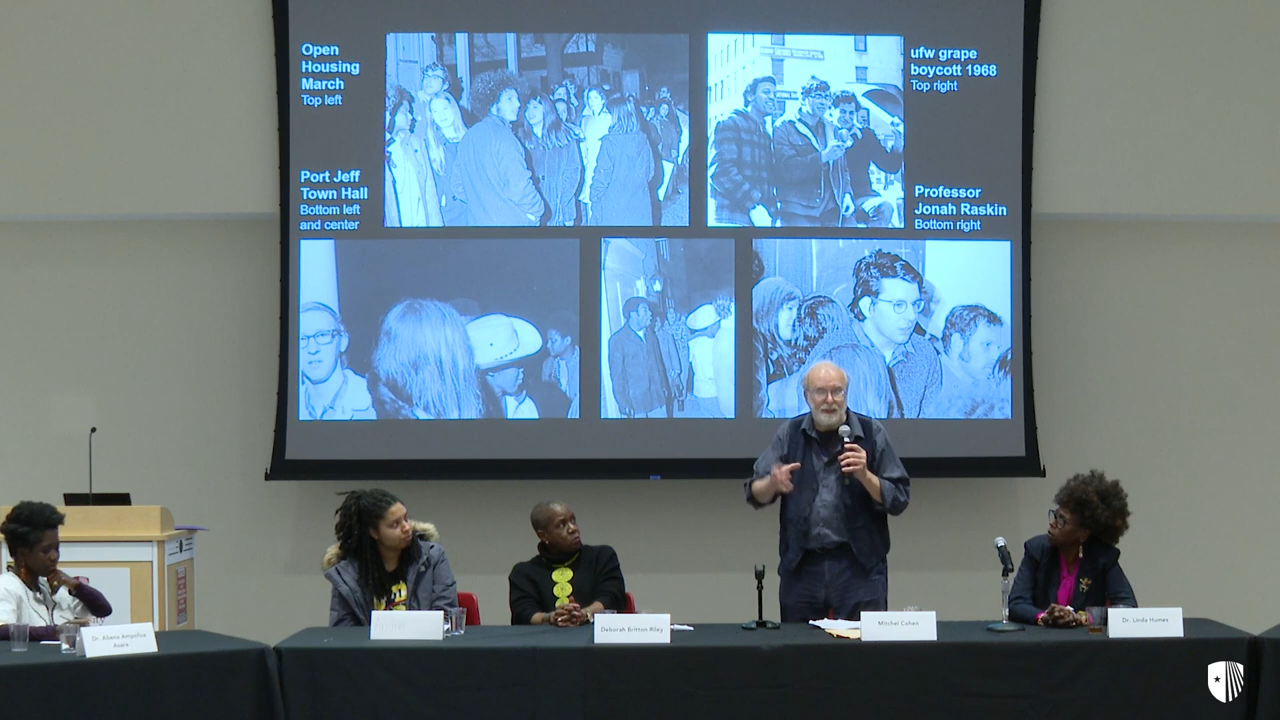 Open
Housing
March
Top left
ufw grape
boycott 1968
Top right
Port Jeff
Town Hall
Bottom left
and center
Professor
Jonah Raskin
Bottom right
Dr. Abena Ampofoa
Asare
Deborah Britton Riley
Mitchel Cohen
Dr. Linda Humes